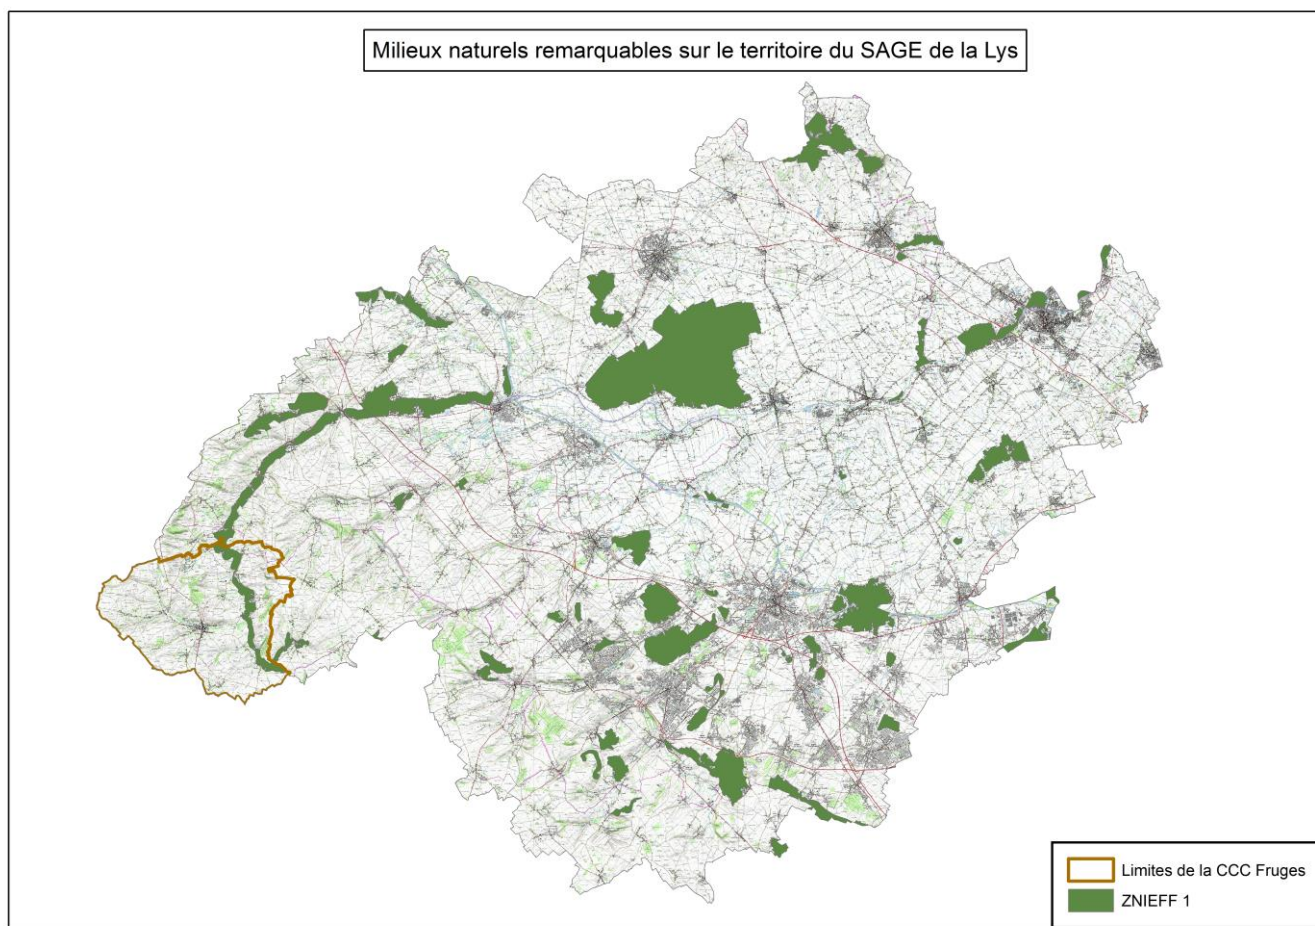 Milieux naturels remarquables sur le territoire du SAGE de la Lys
Limites de la CCC Fruges
ZNIEFF 1